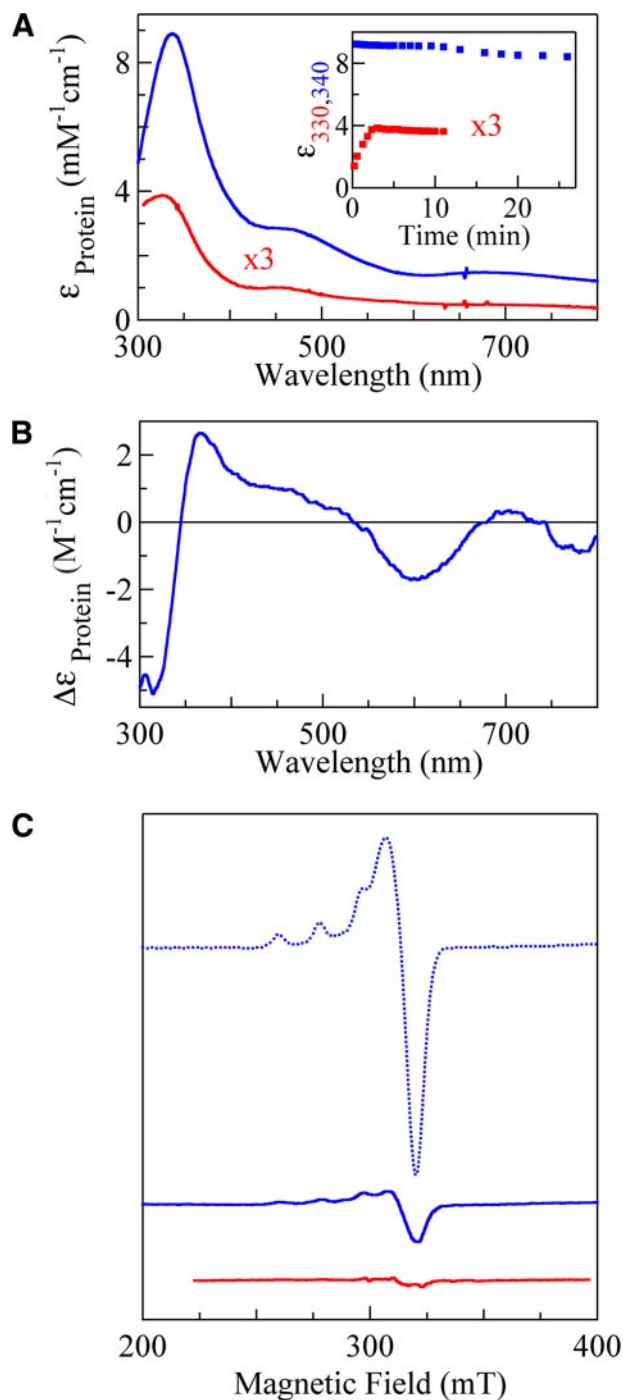 A
ε Protein (mM⁻¹cm⁻¹)
8
4
0
x3
300 500 700
Wavelength (nm)
ε330,340
8
4
0
x3
0 10 20
Time (min)
B
Δε Protein (M⁻¹cm⁻¹)
2
0
-2
-4
300 500 700
Wavelength (nm)
C
200 300 400
Magnetic Field (mT)